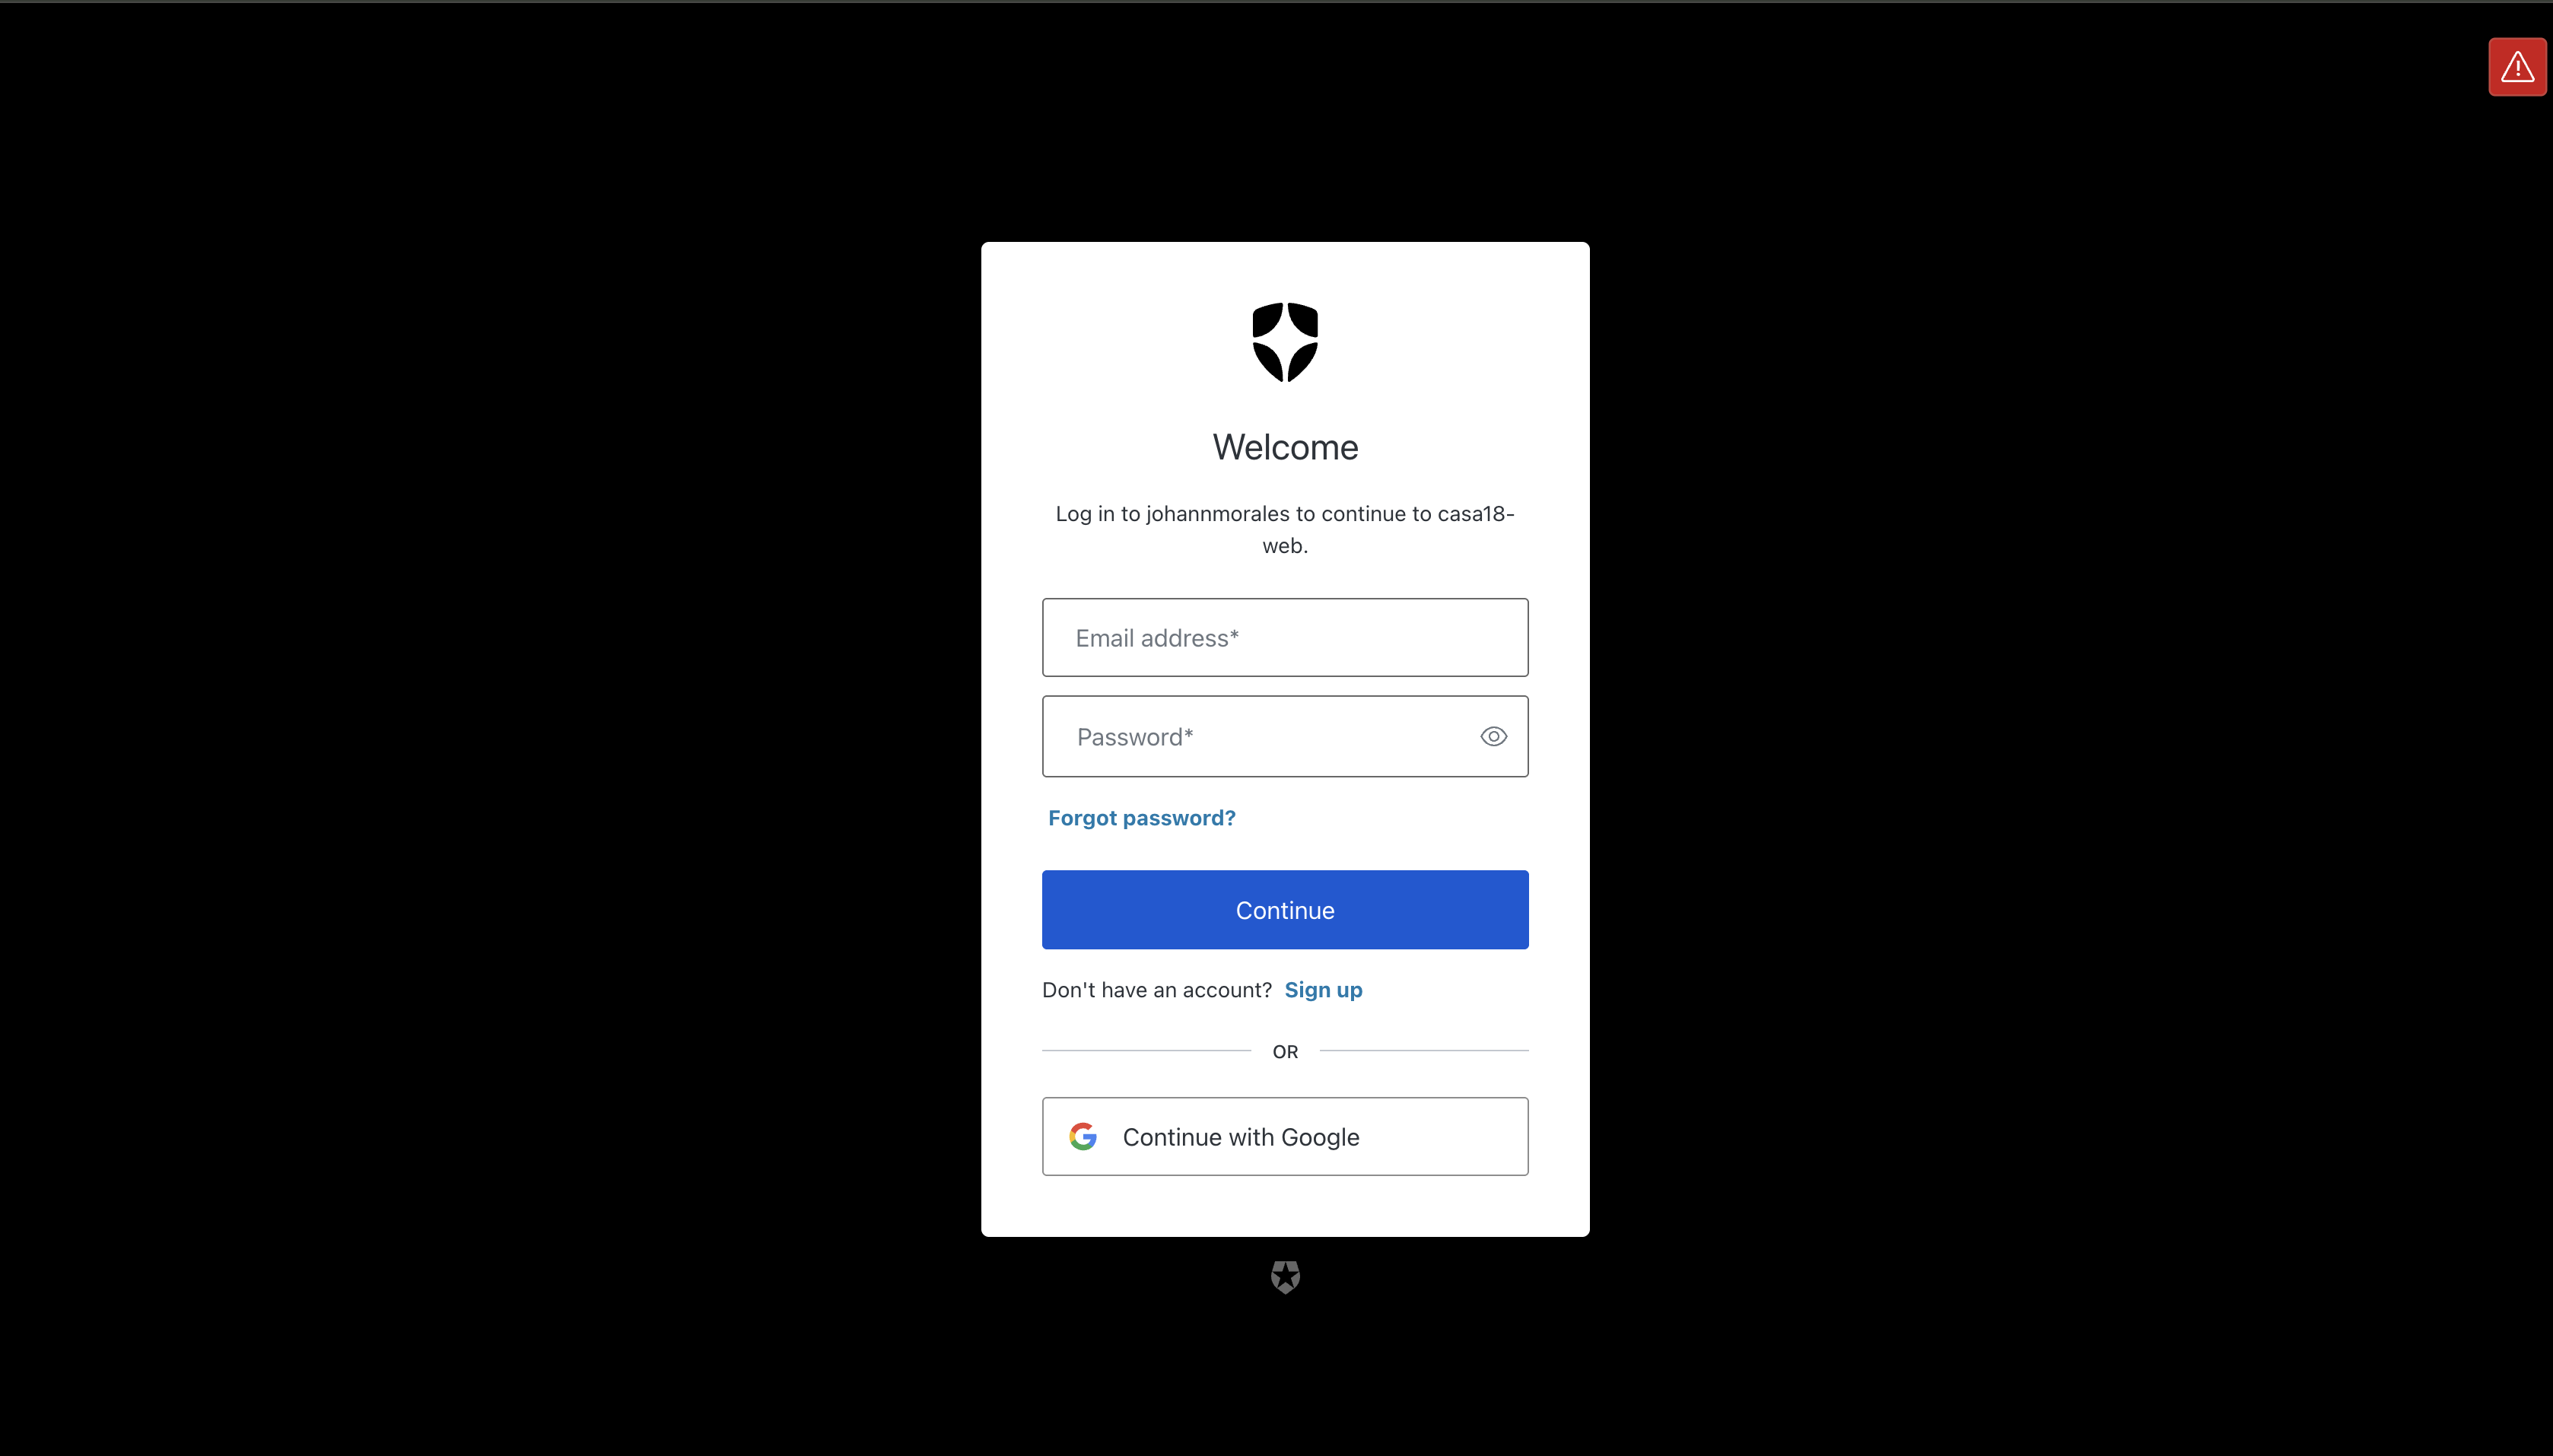 Welcome
Log in to johannmorales to continue to casa18-
web.
Email address*
Password*
Forgot password?
Continue
Don't have an account? Sign up
OR
Continue with Google